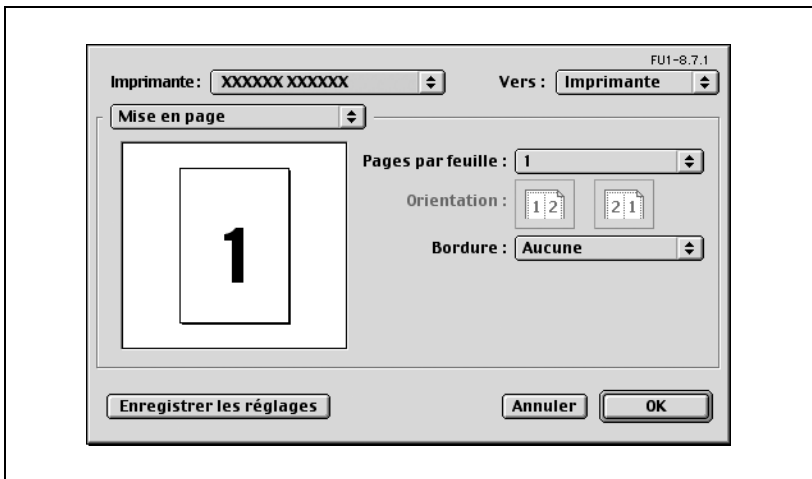 FU1-8.7.1
Imprimante: XXXXXX XXXXXX Vers : Imprimante
Mise en page
Pages par feuille : 1
Orientation : 1 2 2 1
1
Bordure : Aucune
Enregistrer les réglages Annuler OK